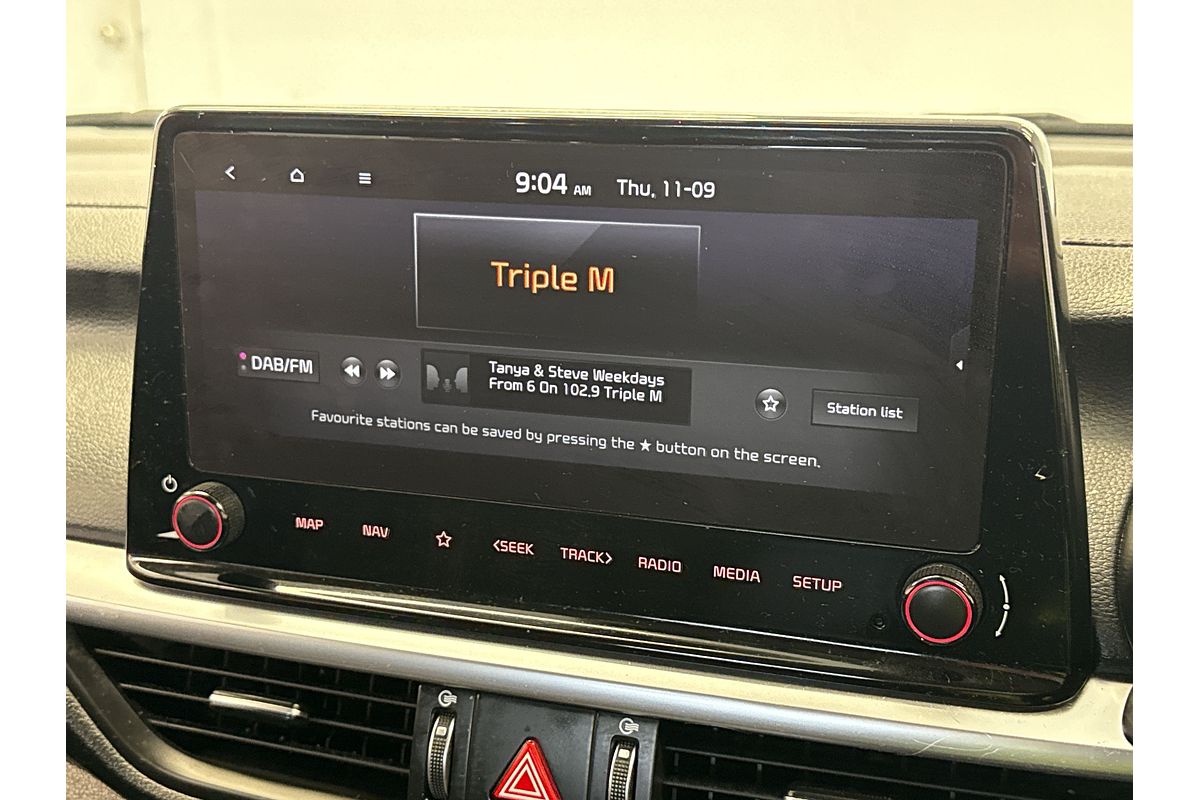 9:04 AM Thu, 11-09
Triple M
DAB/FM
Tanya & Steve Weekdays
From 6 On 102.9 Triple M
Station list
Favourite stations can be saved by pressing the ★ button on the screen.
MAP NAV ☆ <SEEK TRACK> RADIO MEDIA SETUP